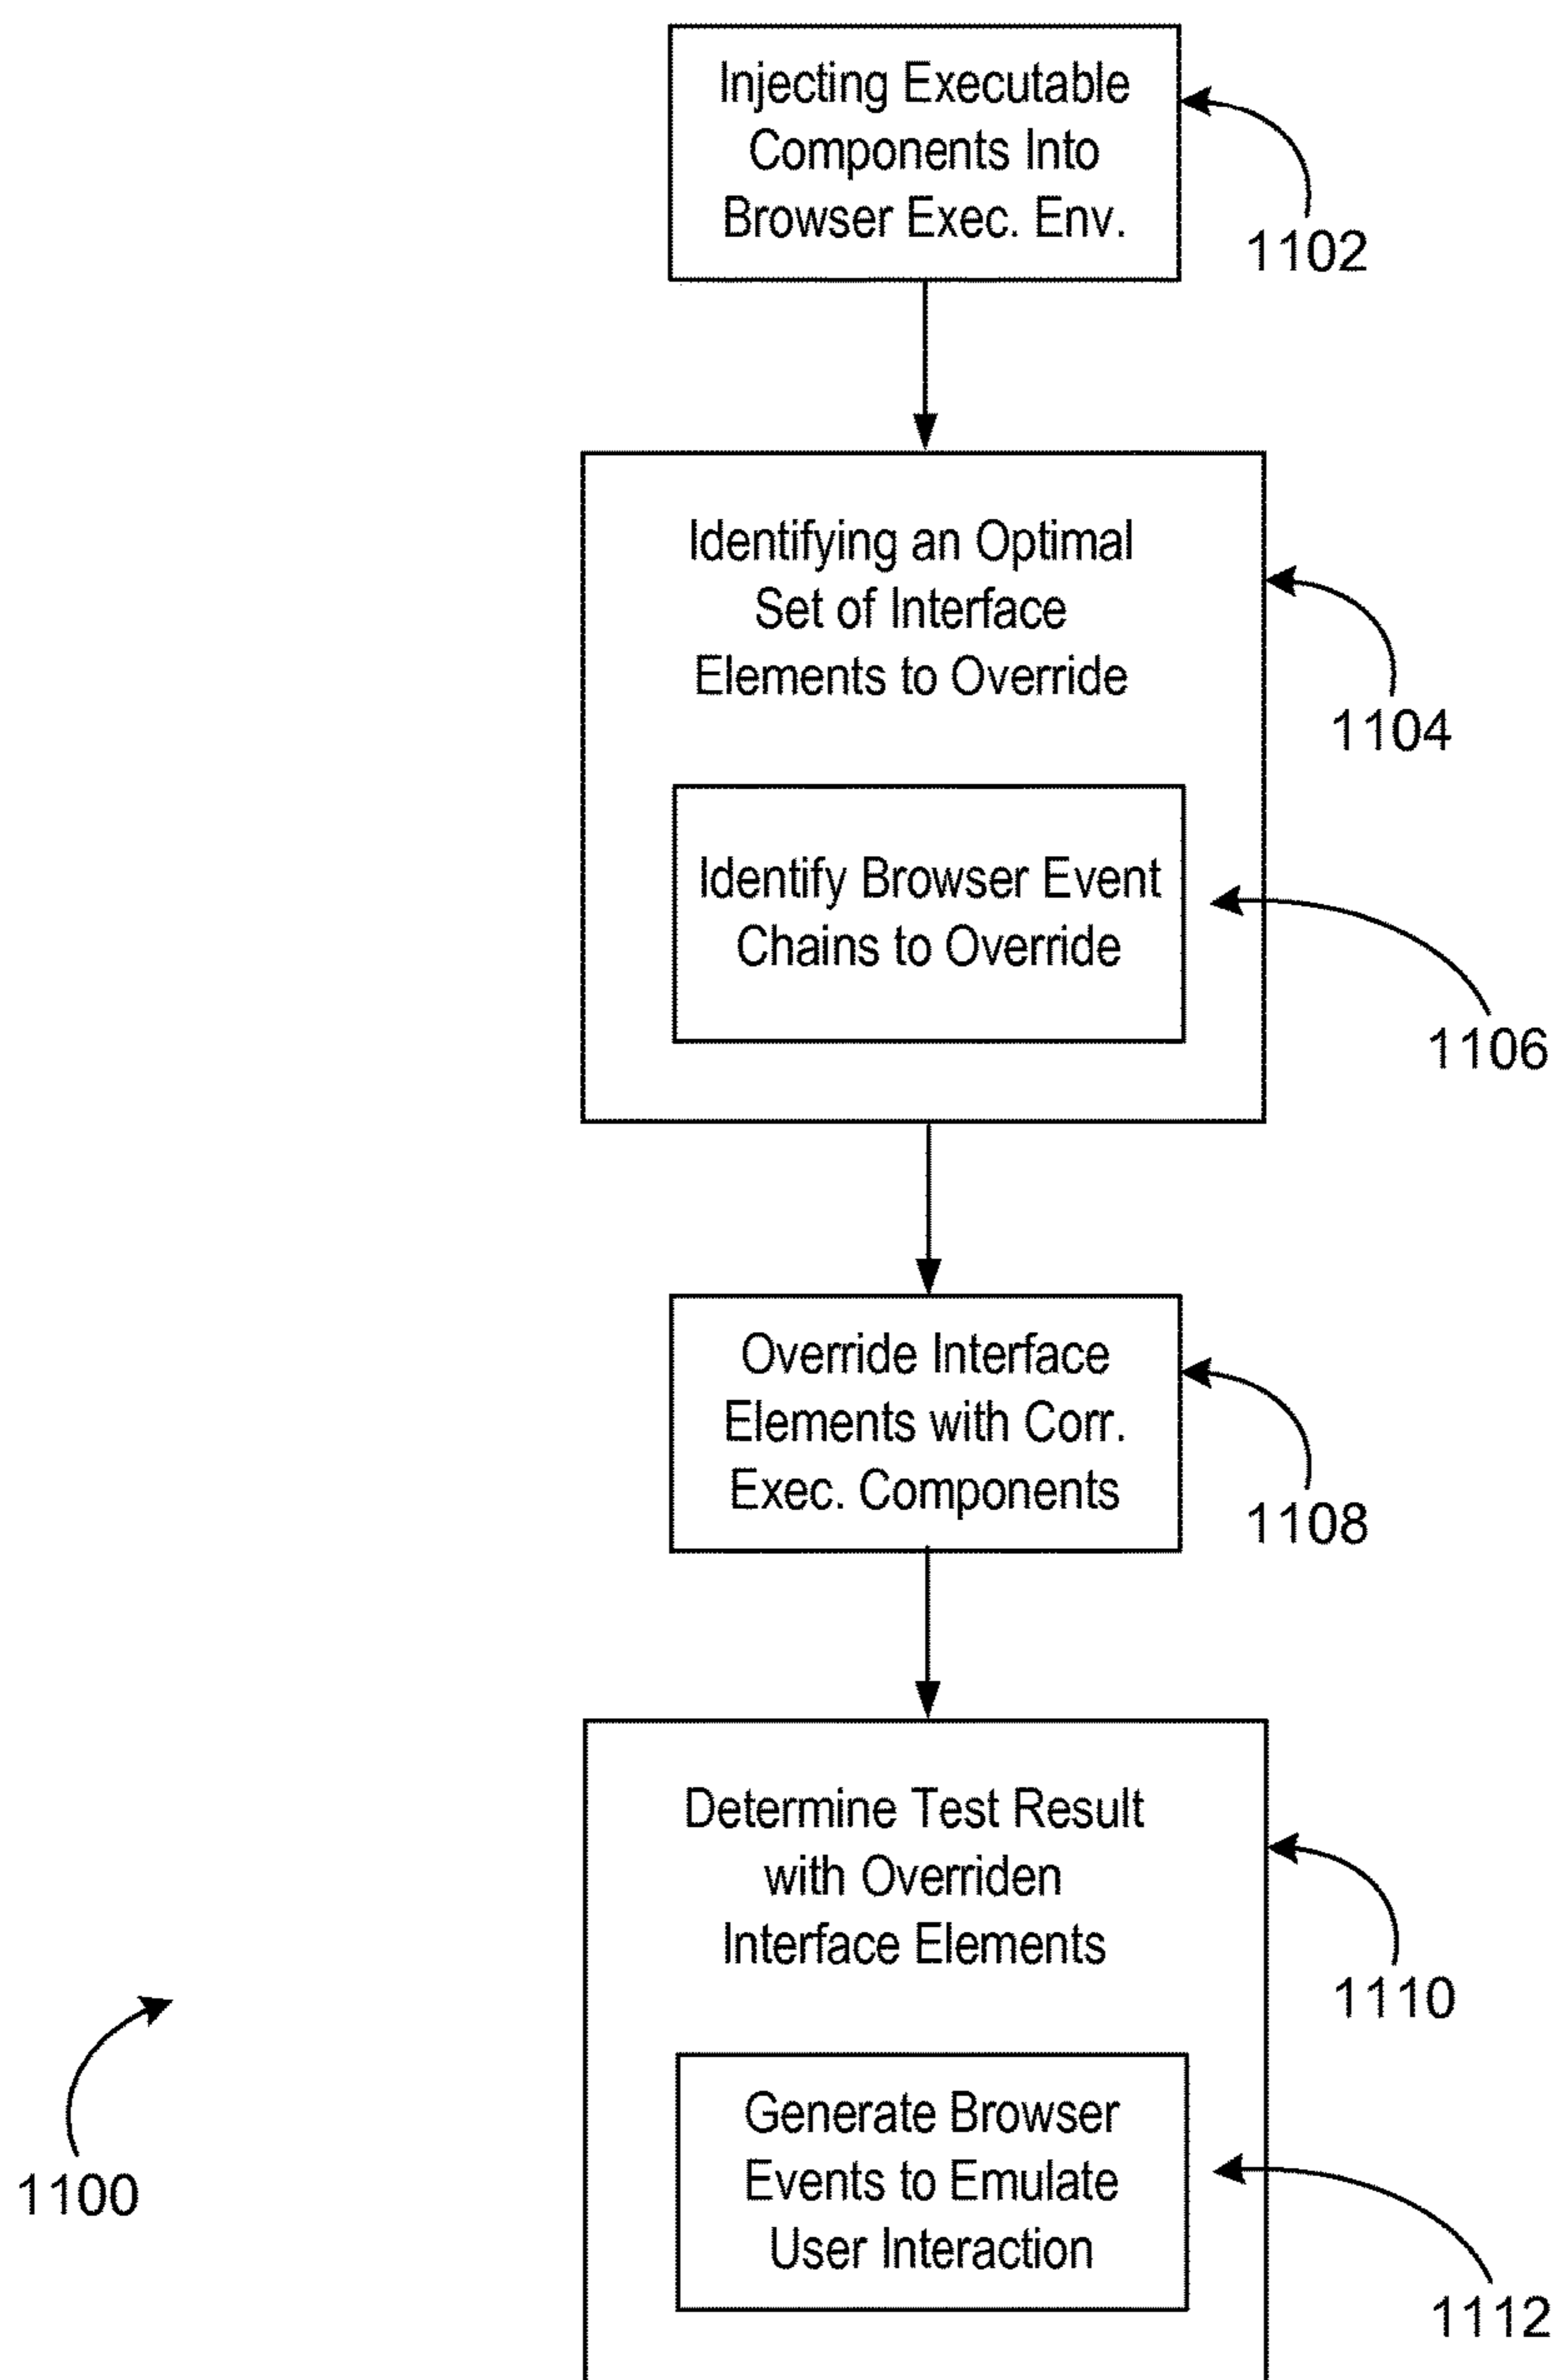 Injecting Executable
Components Into
Browser Exec. Env.
1102
Identifying an Optimal
Set of Interface
Elements to Override
1104
Identify Browser Event
Chains to Override
1106
Override Interface
Elements with Corr.
Exec. Components
1108
Determine Test Result
with Overriden
Interface Elements
1110
Generate Browser
Events to Emulate
User Interaction
1112
1100